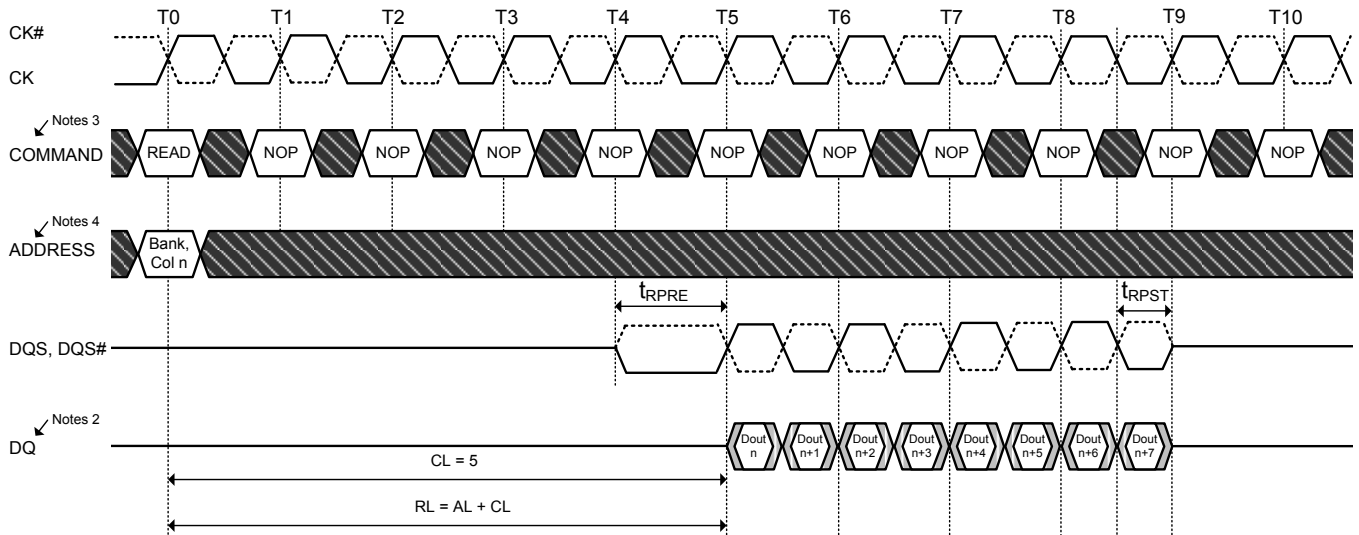 T0 T1 T2 T3 T4 T5 T6 T7 T8 T9 T10
CK#
CK
Notes 3
COMMAND READ NOP NOP NOP NOP NOP NOP NOP NOP NOP NOP
Notes 4
ADDRESS
Bank,
Col n
tRPRE tRPST
DQS, DQS#
Notes 2
DQ
Dout Dout Dout Dout Dout Dout Dout Dout
n n+1 n+2 n+3 n+4 n+5 n+6 n+7
CL = 5
RL = AL + CL